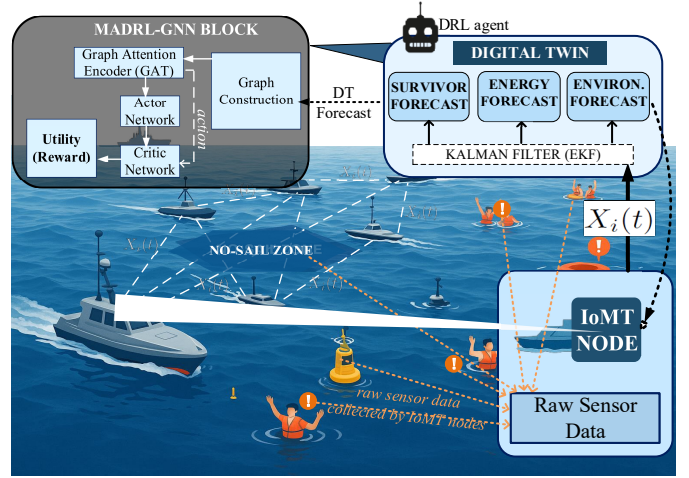 MADRL-GNN BLOCK
Graph Attention
Encoder (GAT)
Actor
Network
Critic
Network
Utility
(Reward)
action
Graph
Construction
DT
Forecast
DRL agent
DIGITAL TWIN
SURVIVOR
FORECAST
ENERGY
FORECAST
ENVIRON.
FORECAST
KALMAN FILTER (EKF)
X_i(t)
NO-SAIL ZONE
IoMT
NODE
raw sensor data
collected by IoMT nodes
Raw Sensor
Data
!
!
!
!